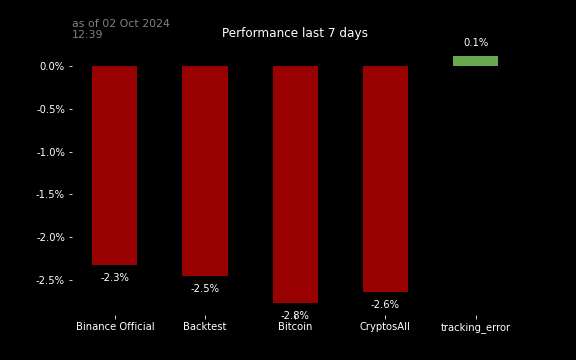 as of 02 Oct 2024
12:39
Performance last 7 days
0.1%
0.0%
-0.5%
-1.0%
-1.5%
-2.0%
-2.5%
-2.3%
-2.5%
-2.8%
-2.6%
Binance Official
Backtest
Bitcoin
CryptosAll
tracking_error